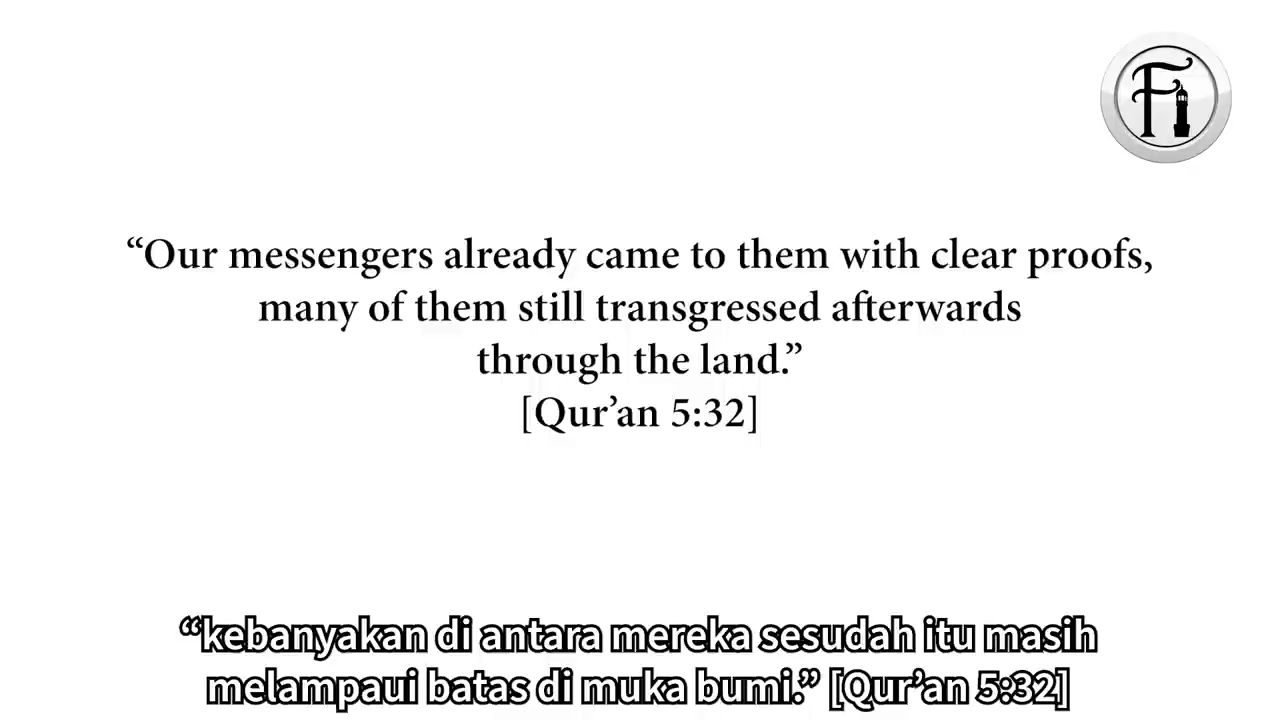 Fi
“Our messengers already came to them with clear proofs,
many of them still transgressed afterwards
through the land.”
[Qur’an 5:32]
“kebanyakan di antara mereka sesudah itu masih
melampaui batas di muka bumi.” [Qur’an 5:32]